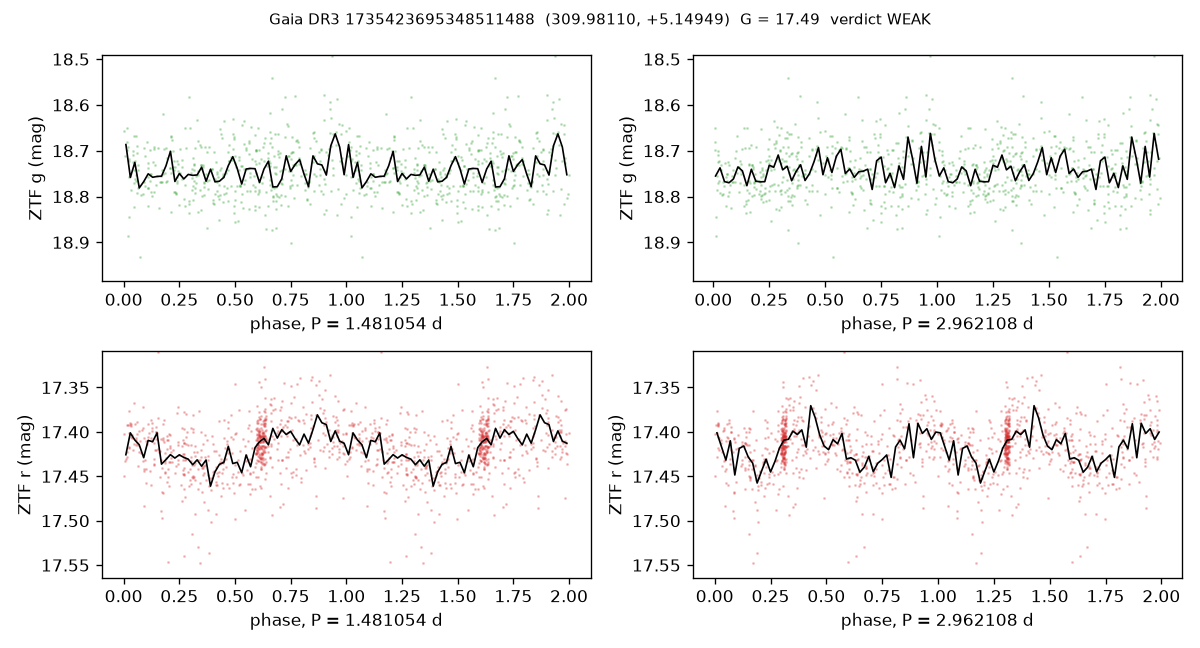 Gaia DR3 1735423695348511488 (309.98110, +5.14949) G = 17.49 verdict WEAK
18.5
18.6
18.7
18.8
18.9
ZTF g (mag)
0.00 0.25 0.50 0.75 1.00 1.25 1.50 1.75 2.00
phase, P = 1.481054 d
18.5
18.6
18.7
18.8
18.9
ZTF g (mag)
0.00 0.25 0.50 0.75 1.00 1.25 1.50 1.75 2.00
phase, P = 2.962108 d
17.35
17.40
17.45
17.50
17.55
ZTF r (mag)
0.00 0.25 0.50 0.75 1.00 1.25 1.50 1.75 2.00
phase, P = 1.481054 d
17.35
17.40
17.45
17.50
17.55
ZTF r (mag)
0.00 0.25 0.50 0.75 1.00 1.25 1.50 1.75 2.00
phase, P = 2.962108 d